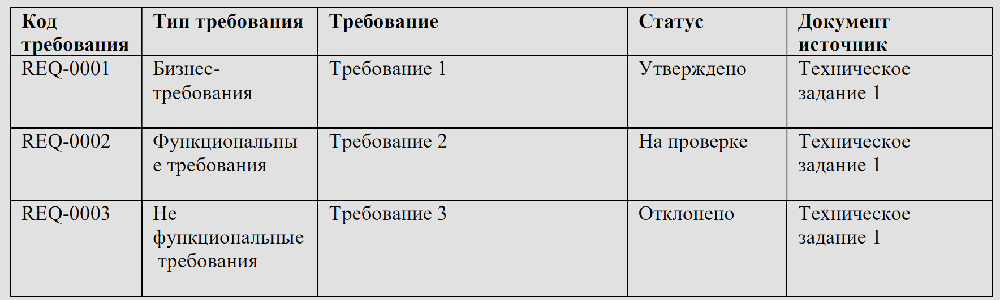 Код требования | Тип требования | Требование | Статус | Документ источник
REQ-0001 | Бизнес-требования | Требование 1 | Утверждено | Техническое задание 1
REQ-0002 | Функциональные требования | Требование 2 | На проверке | Техническое задание 1
REQ-0003 | Не функциональные требования | Требование 3 | Отклонено | Техническое задание 1